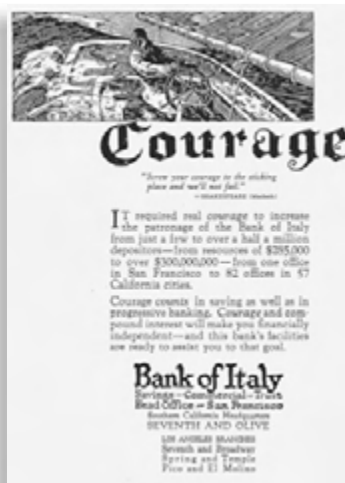 Courage
"Screw your courage to the sticking
place and we'll not fail."
—SHAKESPEARE (Macbeth)
IT required real courage to increase
the patronage of the Bank of Italy
from just a few to over a half a million
depositors—from resources of $285,000
to over $300,000,000—from one office
in San Francisco to 82 offices in 57
California cities.
Courage counts in saving as well as in
progressive banking. Courage and com-
pound interest will make you financially
independent—and this bank's facilities
are ready to assist you to that goal.
Bank of Italy
Savings—Commercial—Trust
Head Office—San Francisco
Southern California Headquarters
SEVENTH AND OLIVE
LOS ANGELES BRANCHES
Seventh and Broadway
Spring and Temple
Pico and El Molino